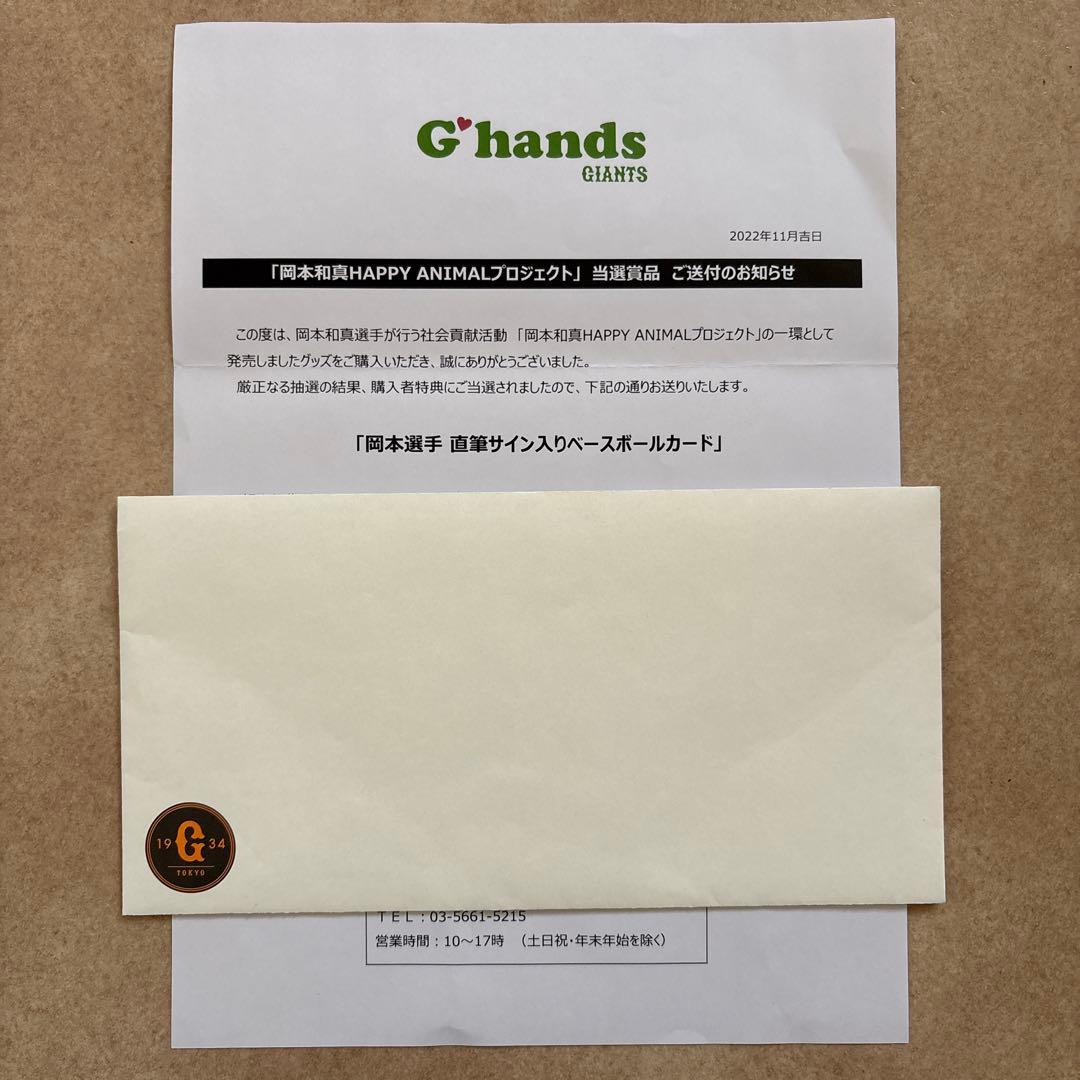 G hands
GIANTS
2022年11月吉日
「岡本和真HAPPY ANIMALプロジェクト」 当選賞品 ご送付のお知らせ
この度は、岡本和真選手が行う社会貢献活動 「岡本和真HAPPY ANIMALプロジェクト」の一環として
発売しましたグッズをご購入いただき、誠にありがとうございました。
厳正なる抽選の結果、購入者特典にご当選されましたので、下記の通りお送りいたします。
「岡本選手 直筆サイン入りベースボールカード」
19 G 34
TOKYO
ＴＥＬ：03-5661-5215
営業時間：10～17時 （土日祝・年末年始を除く）